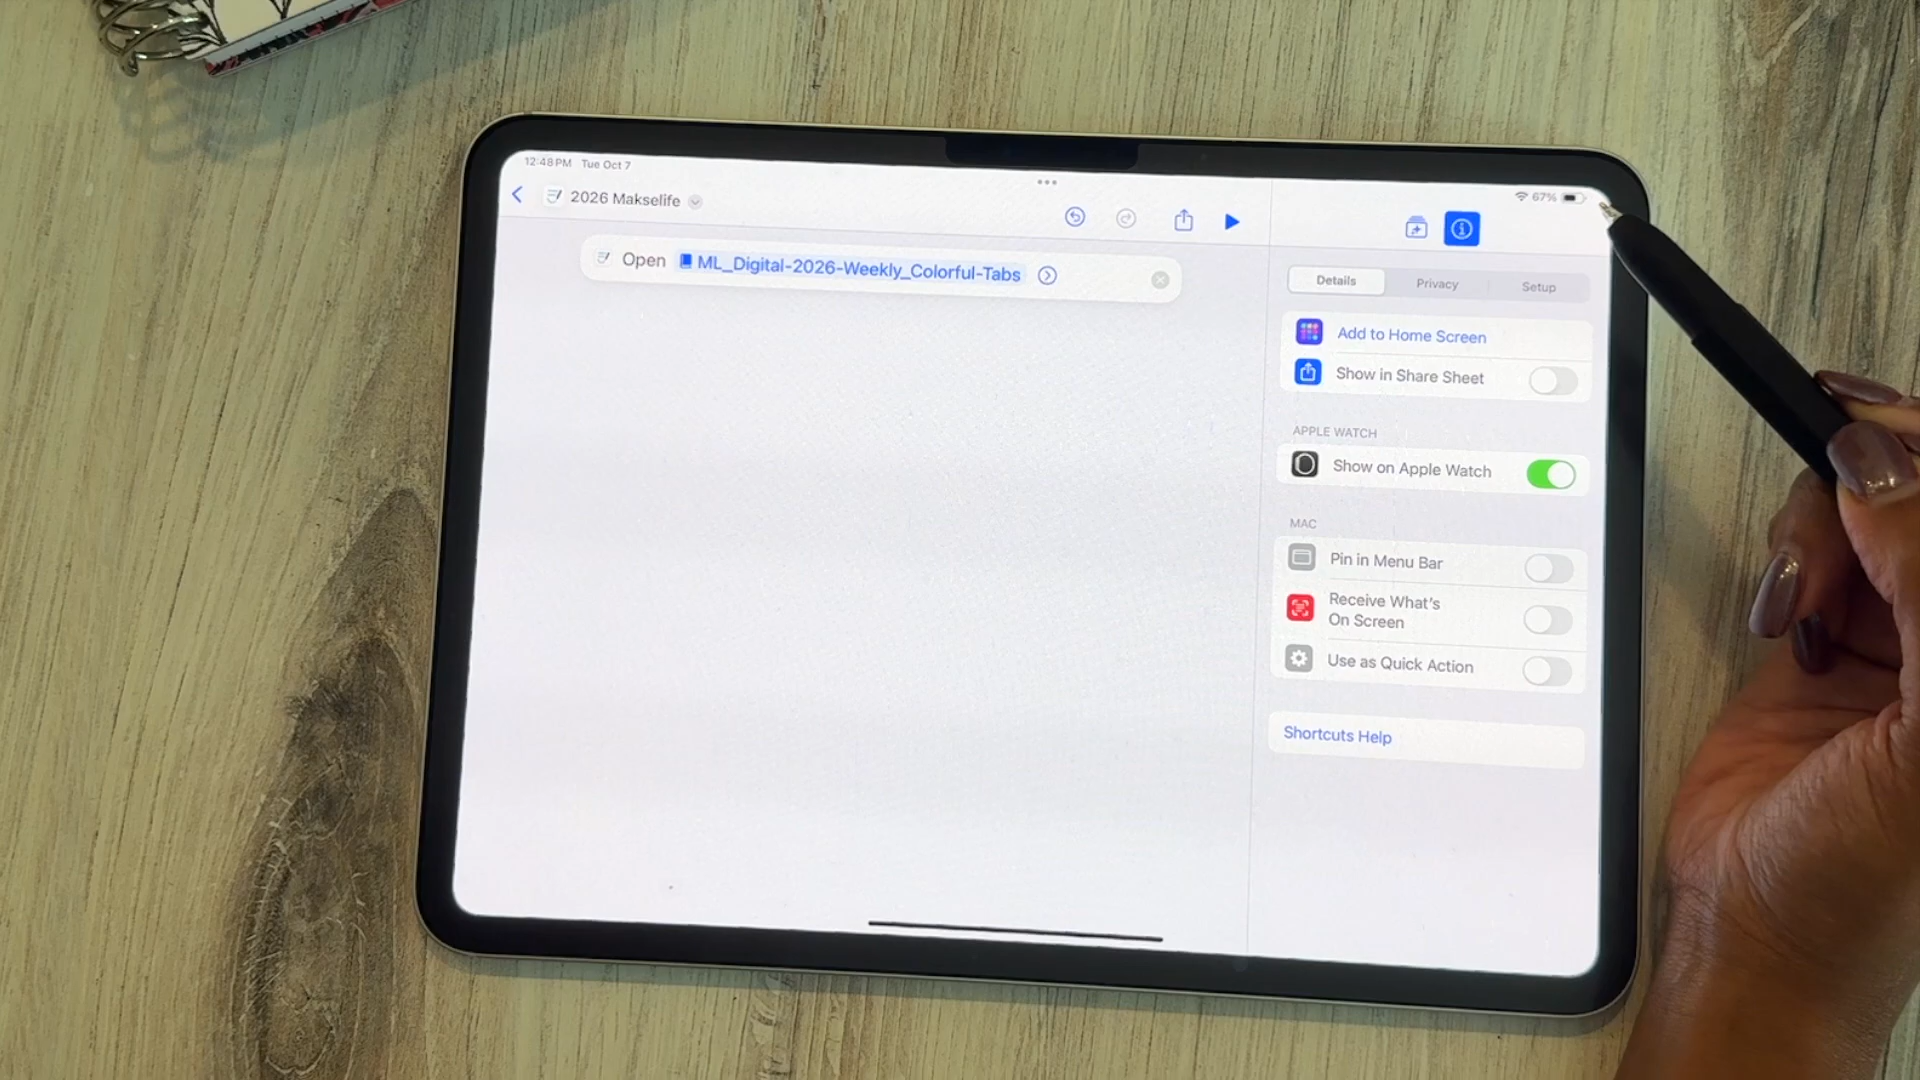 12:48 PM Tue Oct 7
67%
2026 Makselife
Open ML_Digital-2026-Weekly_Colorful-Tabs
Details Privacy Setup
Add to Home Screen
Show in Share Sheet
APPLE WATCH
Show on Apple Watch
MAC
Pin in Menu Bar
Receive What's
On Screen
Use as Quick Action
Shortcuts Help